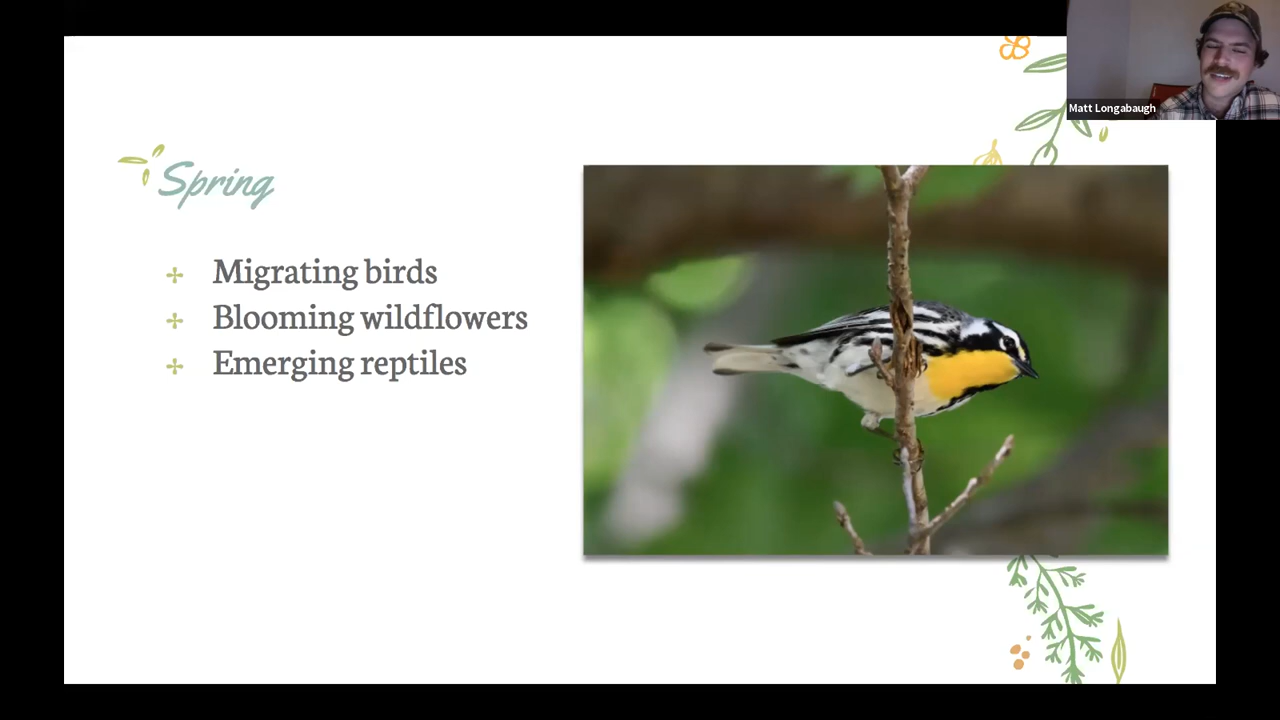 Matt Longabaugh
Spring
Migrating birds
Blooming wildflowers
Emerging reptiles